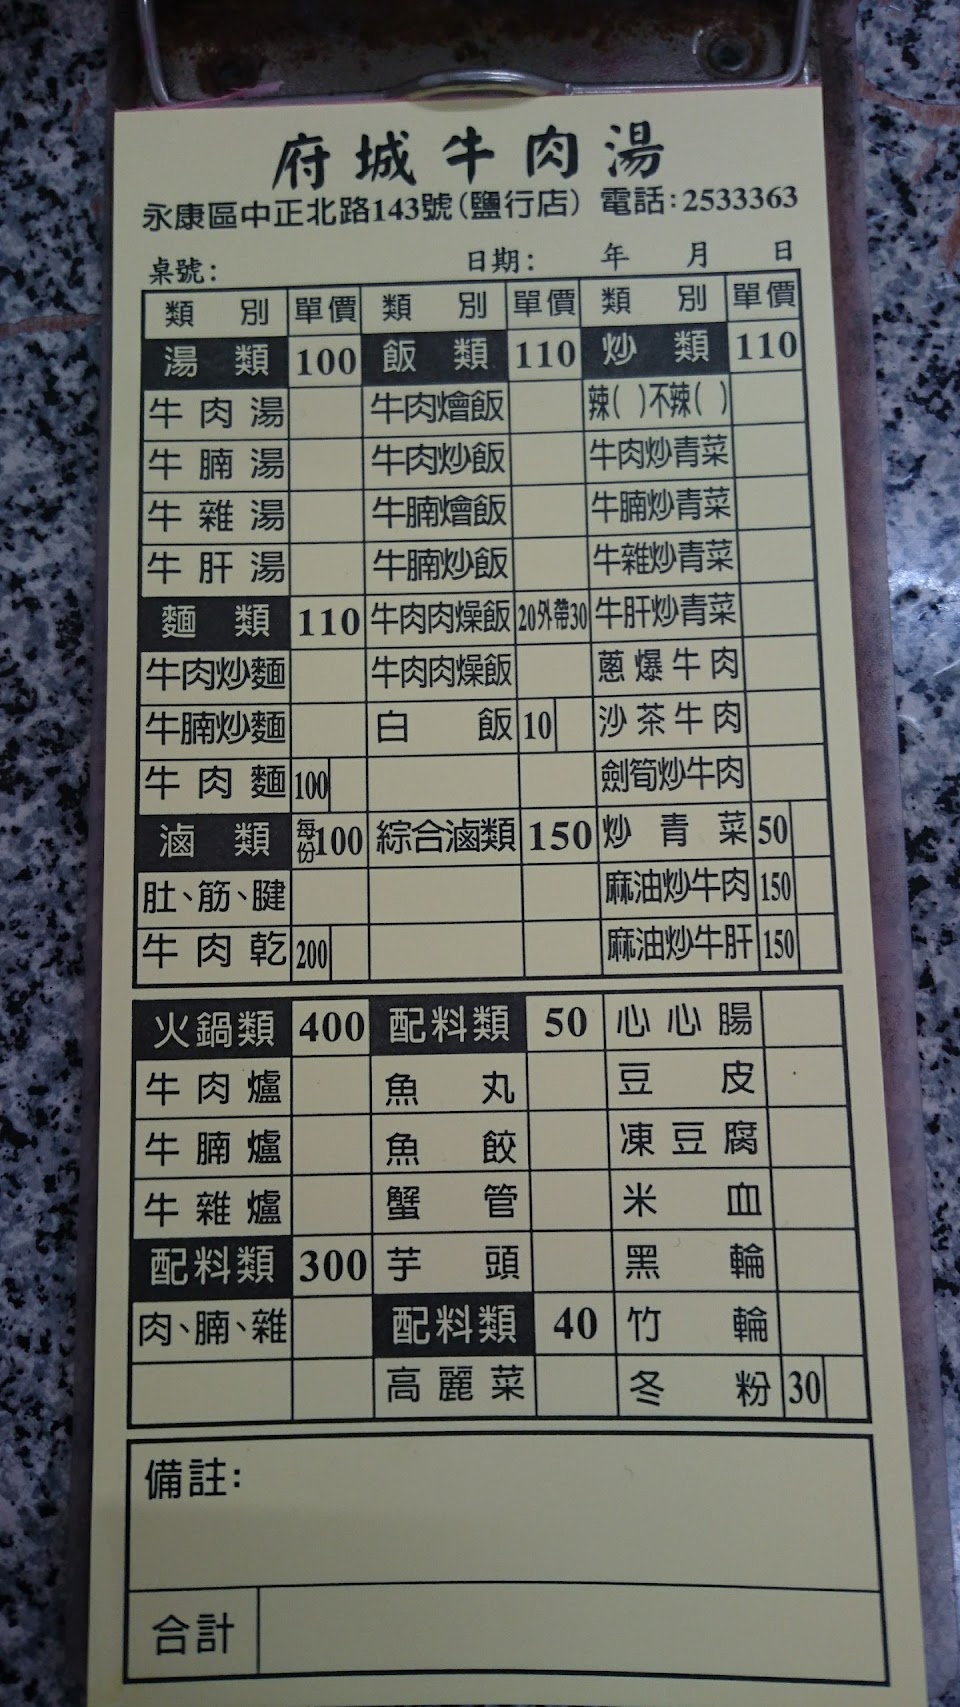 府城牛肉湯
永康區中正北路143號(鹽行店) 電話:2533363
桌號: 日期: 年 月 日
類別 單價 類別 單價 類別 單價
湯類 100 飯類 110 炒類 110
牛肉湯 牛肉燴飯 辣( )不辣( )
牛腩湯 牛肉炒飯 牛肉炒青菜
牛雜湯 牛腩燴飯 牛腩炒青菜
牛肝湯 牛腩炒飯 牛雜炒青菜
麵類 110 牛肉肉燥飯 20外帶30 牛肝炒青菜
牛肉炒麵 牛肉肉燥飯 蔥爆牛肉
牛腩炒麵 白飯 10 沙茶牛肉
牛肉麵 100 劍筍炒牛肉
滷類 每份100 綜合滷類 150 炒青菜 50
肚、筋、腱 麻油炒牛肉 150
牛肉乾 200 麻油炒牛肝 150
火鍋類 400 配料類 50 心心腸
牛肉爐 魚丸 豆皮
牛腩爐 魚餃 凍豆腐
牛雜爐 蟹管 米血
配料類 300 芋頭 黑輪
肉、腩、雜 配料類 40 竹輪
高麗菜 冬粉 30
備註:
合計